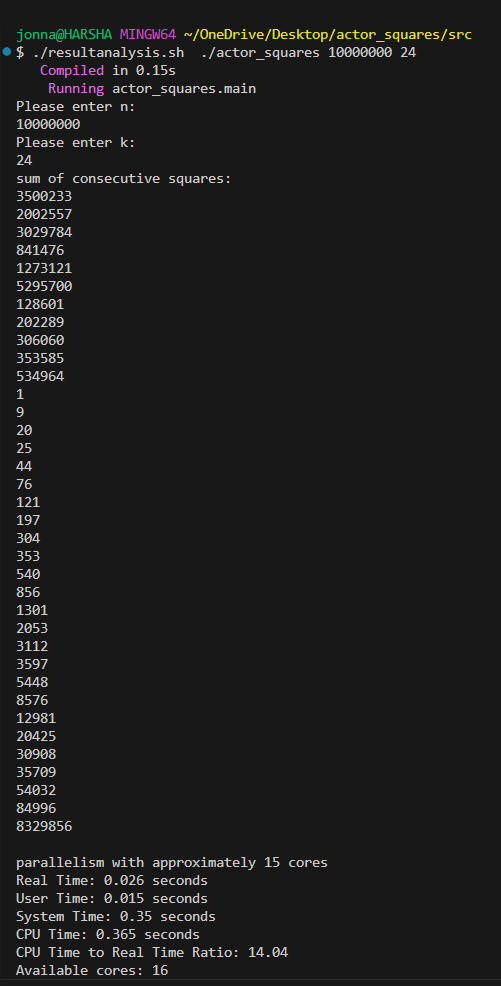 jonna@HARSHA MINGW64 ~/OneDrive/Desktop/actor_squares/src
$ ./resultanalysis.sh  ./actor_squares 10000000 24
   Compiled in 0.15s
    Running actor_squares.main
Please enter n:
10000000
Please enter k:
24
sum of consecutive squares:
3500233
2002557
3029784
841476
1273121
5295700
128601
202289
306060
353585
534964
1
9
20
25
44
76
121
197
304
353
540
856
1301
2053
3112
3597
5448
8576
12981
20425
30908
35709
54032
84996
8329856

parallelism with approximately 15 cores
Real Time: 0.026 seconds
User Time: 0.015 seconds
System Time: 0.35 seconds
CPU Time: 0.365 seconds
CPU Time to Real Time Ratio: 14.04
Available cores: 16